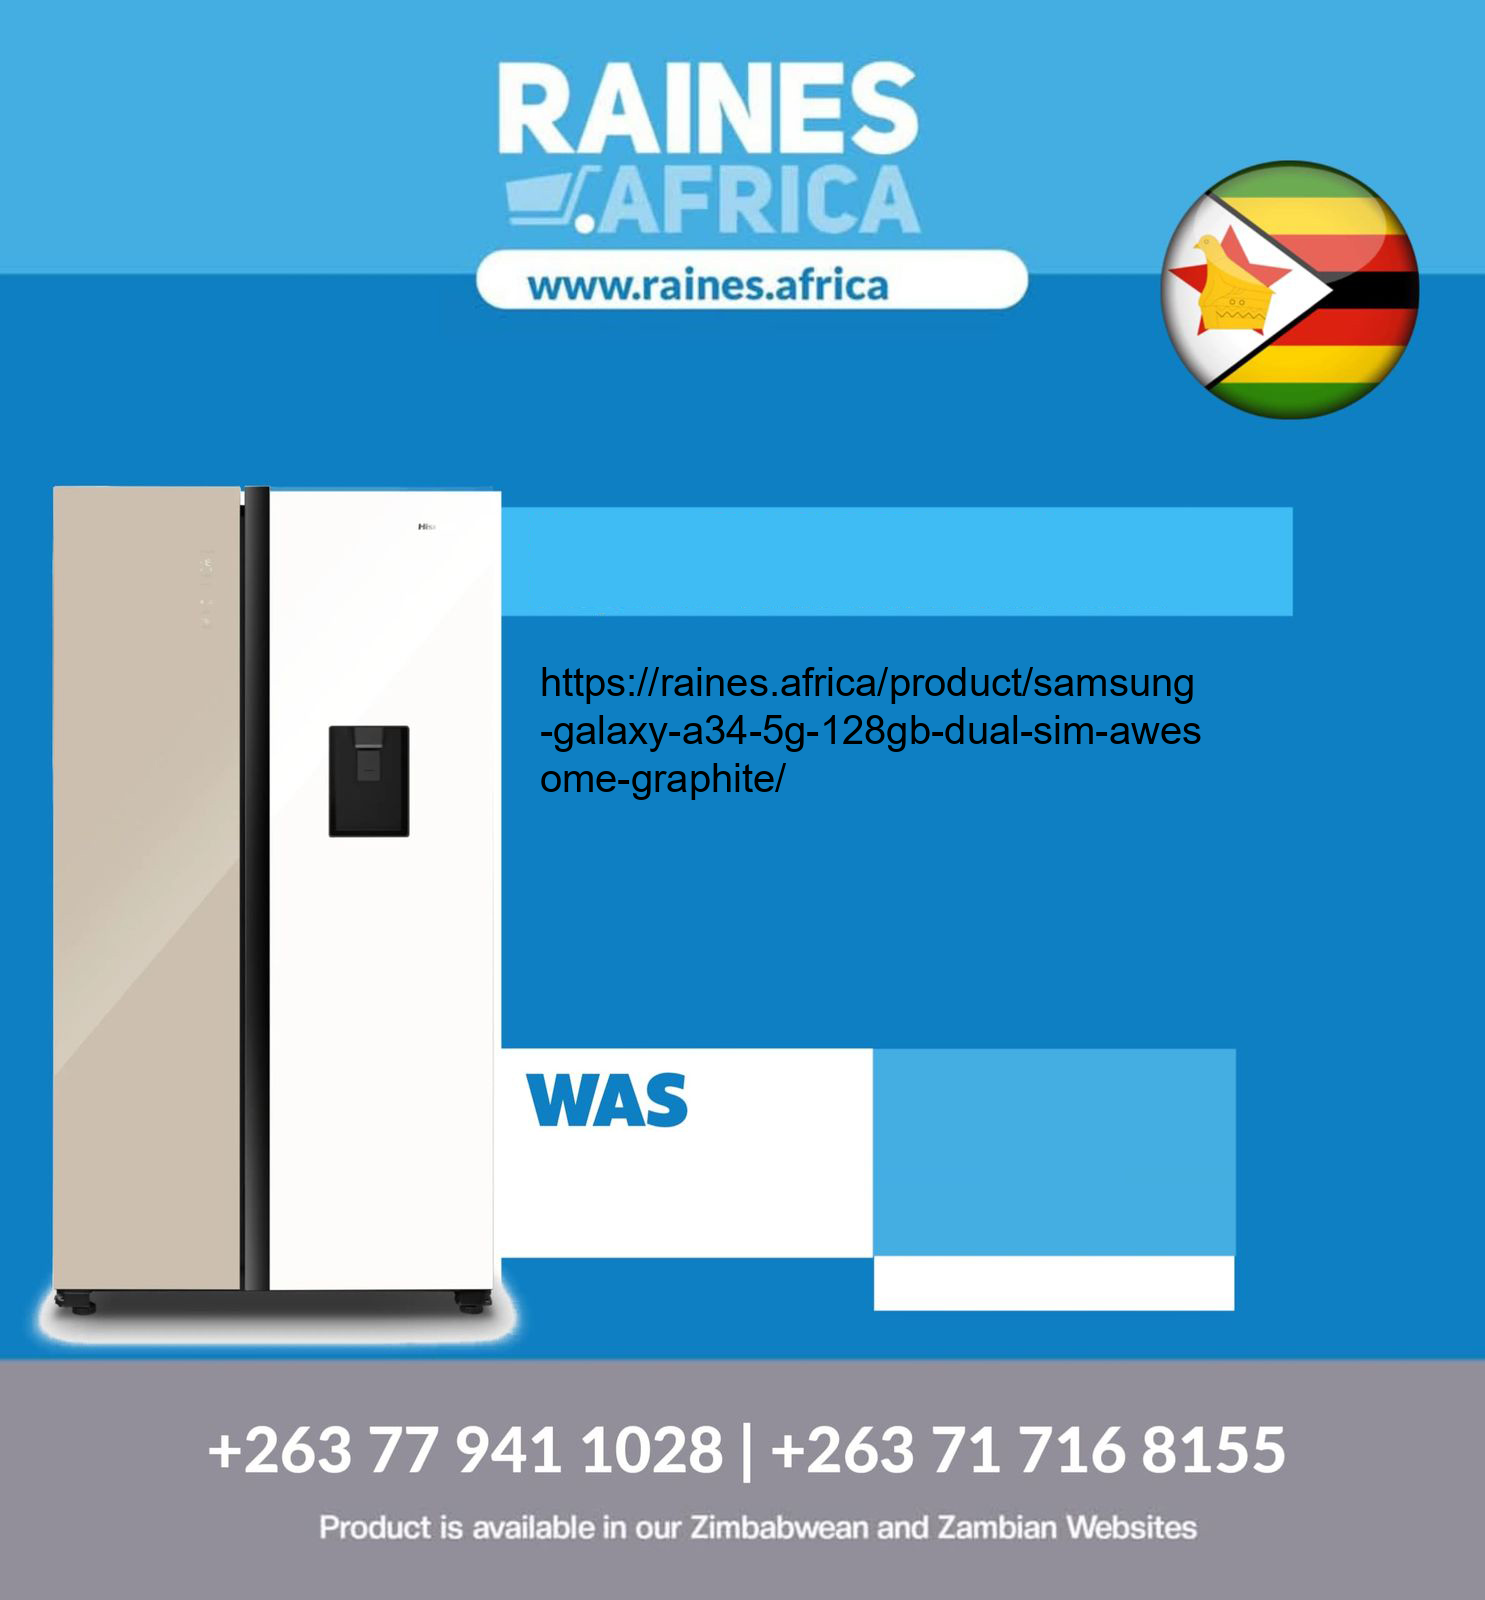 RAINES
.AFRICA
www.raines.africa
https://raines.africa/product/samsung
-galaxy-a34-5g-128gb-dual-sim-awes
ome-graphite/
WAS
+263 77 941 1028 | +263 71 716 8155
Product is available in our Zimbabwean and Zambian Websites